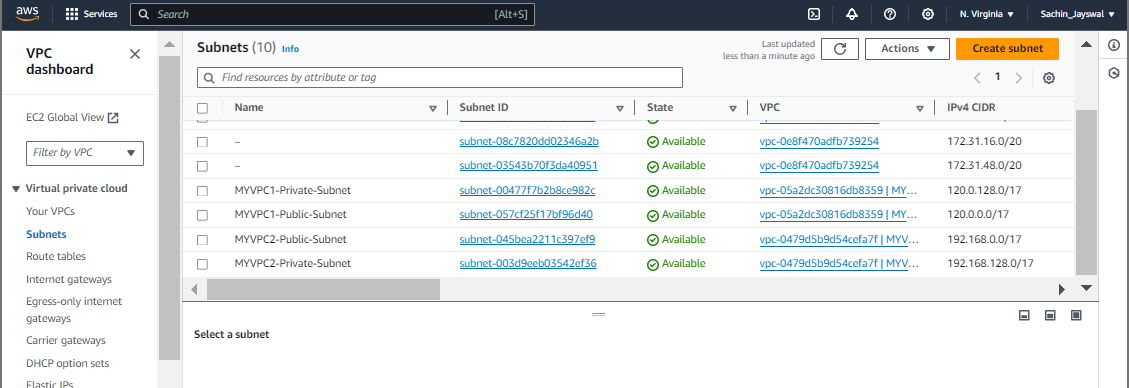 aws Services Search [Alt+S] N. Virginia Sachin_Jayswal
VPC dashboard
EC2 Global View
Filter by VPC
Virtual private cloud
Your VPCs
Subnets
Route tables
Internet gateways
Egress-only internet
gateways
Carrier gateways
DHCP option sets
Elastic IPs
Subnets (10) Info
Last updated
less than a minute ago
Actions
Create subnet
Find resources by attribute or tag
1
Name Subnet ID State VPC IPv4 CIDR
– subnet-08c7820dd02346a2b Available vpc-0e8f470adfb739254 172.31.16.0/20
– subnet-03543b70f3da40951 Available vpc-0e8f470adfb739254 172.31.48.0/20
MYVPC1-Private-Subnet subnet-00477f7b2b8ce982c Available vpc-05a2dc30816db8359 | MY... 120.0.128.0/17
MYVPC1-Public-Subnet subnet-057cf25f17bf96d40 Available vpc-05a2dc30816db8359 | MY... 120.0.0.0/17
MYVPC2-Public-Subnet subnet-045bea2211c397ef9 Available vpc-0479d5b9d54cefa7f | MYV... 192.168.0.0/17
MYVPC2-Private-Subnet subnet-003d9eeb03542ef36 Available vpc-0479d5b9d54cefa7f | MYV... 192.168.128.0/17
Select a subnet